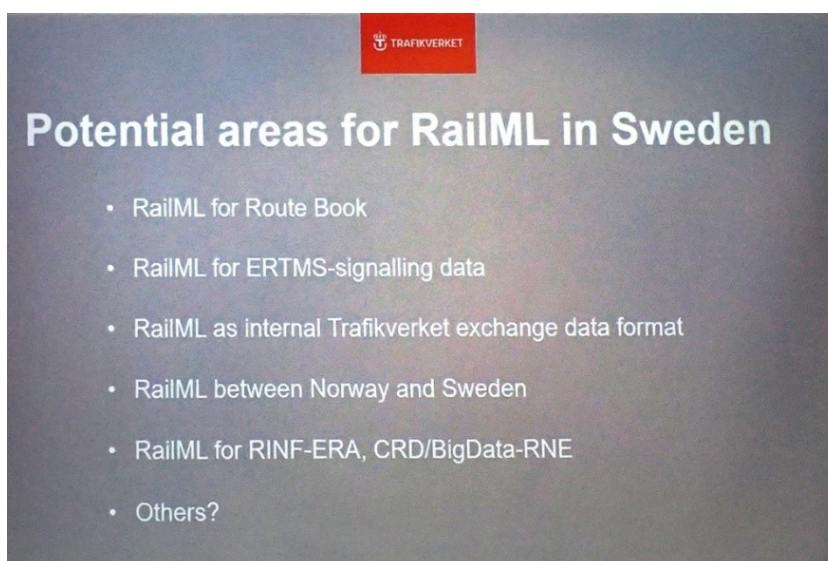 TRAFIKVERKET
Potential areas for RailML in Sweden
• RailML for Route Book
• RailML for ERTMS-signalling data
• RailML as internal Trafikverket exchange data format
• RailML between Norway and Sweden
• RailML for RINF-ERA, CRD/BigData-RNE
• Others?